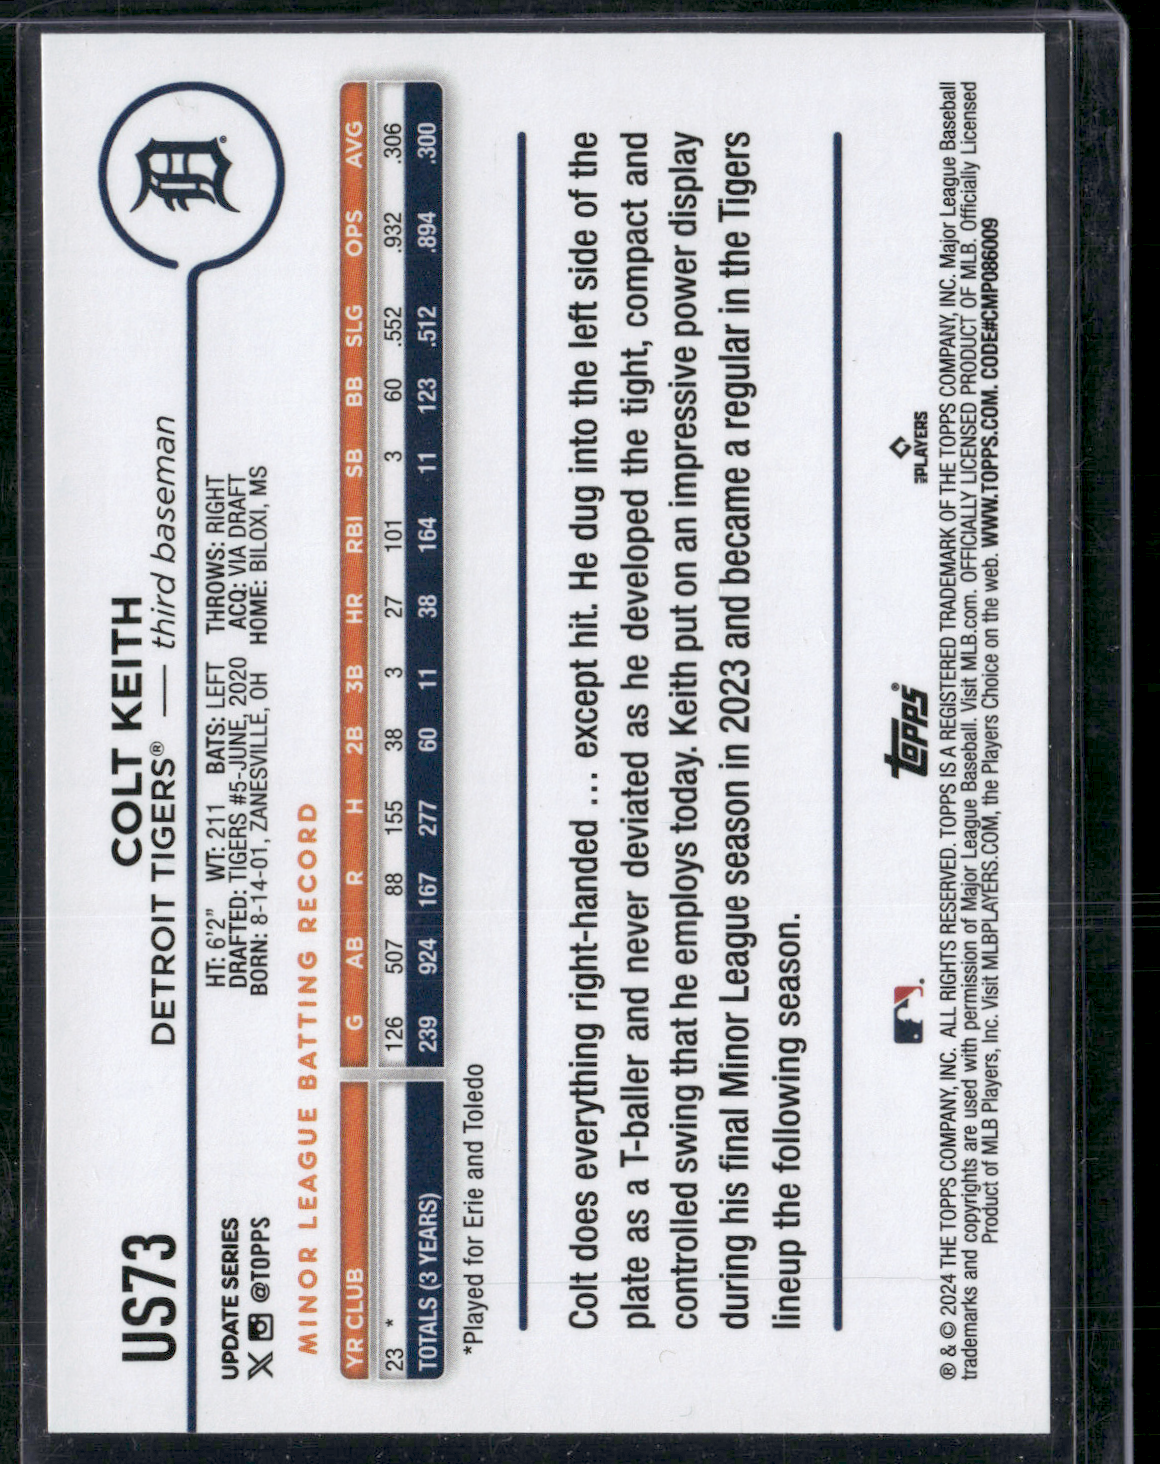 US73
COLT KEITH
DETROIT TIGERS® — third baseman
D
UPDATE SERIES
@TOPPS
HT: 6'2" WT: 211 BATS: LEFT THROWS: RIGHT
DRAFTED: TIGERS #5-JUNE, 2020 ACQ: VIA DRAFT
BORN: 8-14-01, ZANESVILLE, OH HOME: BILOXI, MS
MINOR LEAGUE BATTING RECORD
YR CLUB G AB R H 2B 3B HR RBI SB BB SLG OPS AVG
23 * 126 507 88 155 38 3 27 101 3 60 .552 .932 .306
TOTALS (3 YEARS) 239 924 167 277 60 11 38 164 11 123 .512 .894 .300
*Played for Erie and Toledo
Colt does everything right-handed ... except hit. He dug into the left side of the
plate as a T-baller and never deviated as he developed the tight, compact and
controlled swing that he employs today. Keith put on an impressive power display
during his final Minor League season in 2023 and became a regular in the Tigers
lineup the following season.
topps®
PLAYERS
® & © 2024 THE TOPPS COMPANY, INC. ALL RIGHTS RESERVED. TOPPS IS A REGISTERED TRADEMARK OF THE TOPPS COMPANY, INC. Major League Baseball
trademarks and copyrights are used with permission of Major League Baseball. Visit MLB.com. OFFICIALLY LICENSED PRODUCT OF MLB. Officially Licensed
Product of MLB Players, Inc. Visit MLBPLAYERS.COM, the Players Choice on the web. WWW.TOPPS.COM. CODE#CMP086009